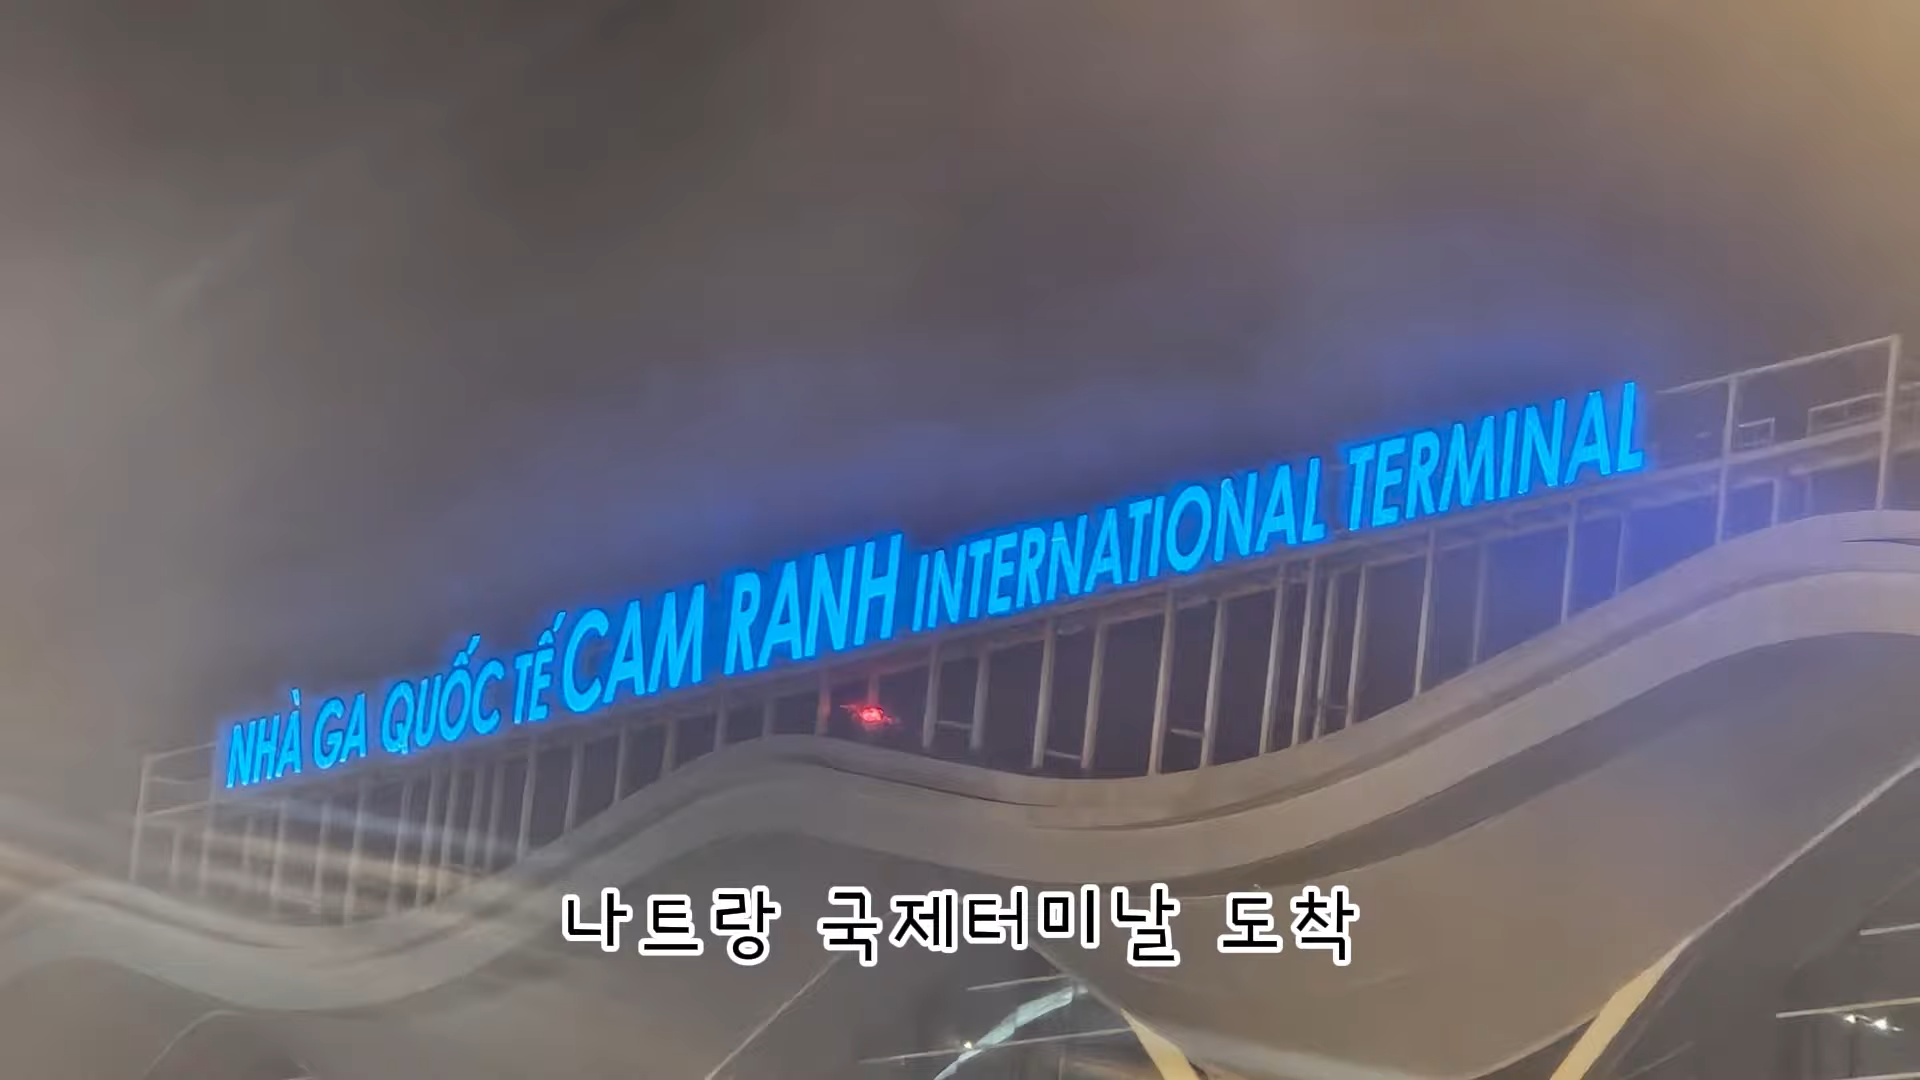 NHÀ GA QUỐC TẾ CAM RANH INTERNATIONAL TERMINAL
나트랑 국제터미날 도착